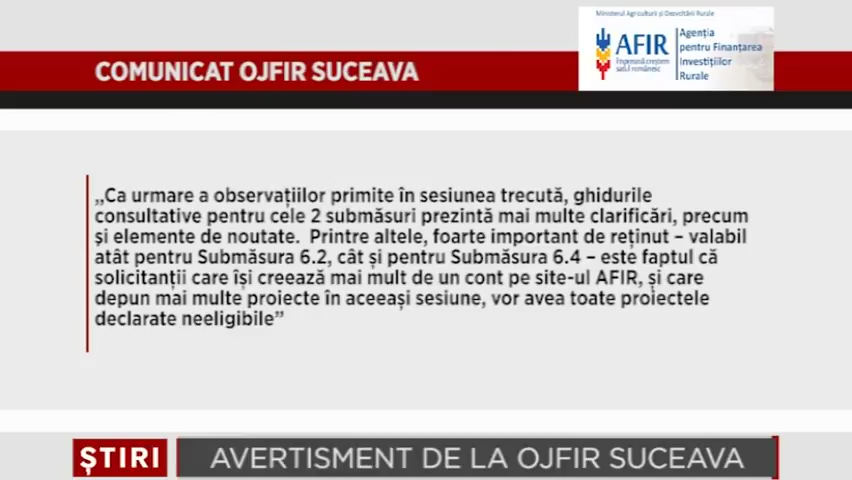 Ministerul Agriculturii și Dezvoltării Rurale
AFIR
Împreună creștem
satul românesc
Agenția
pentru Finanțarea
Investițiilor
Rurale
COMUNICAT OJFIR SUCEAVA
„Ca urmare a observațiilor primite în sesiunea trecută, ghidurile
consultative pentru cele 2 submăsuri prezintă mai multe clarificări, precum
și elemente de noutate. Printre altele, foarte important de reținut – valabil
atât pentru Submăsura 6.2, cât și pentru Submăsura 6.4 – este faptul că
solicitanții care își creează mai mult de un cont pe site-ul AFIR, și care
depun mai multe proiecte în aceeași sesiune, vor avea toate proiectele
declarate neeligibile”
ȘTIRI
AVERTISMENT DE LA OJFIR SUCEAVA